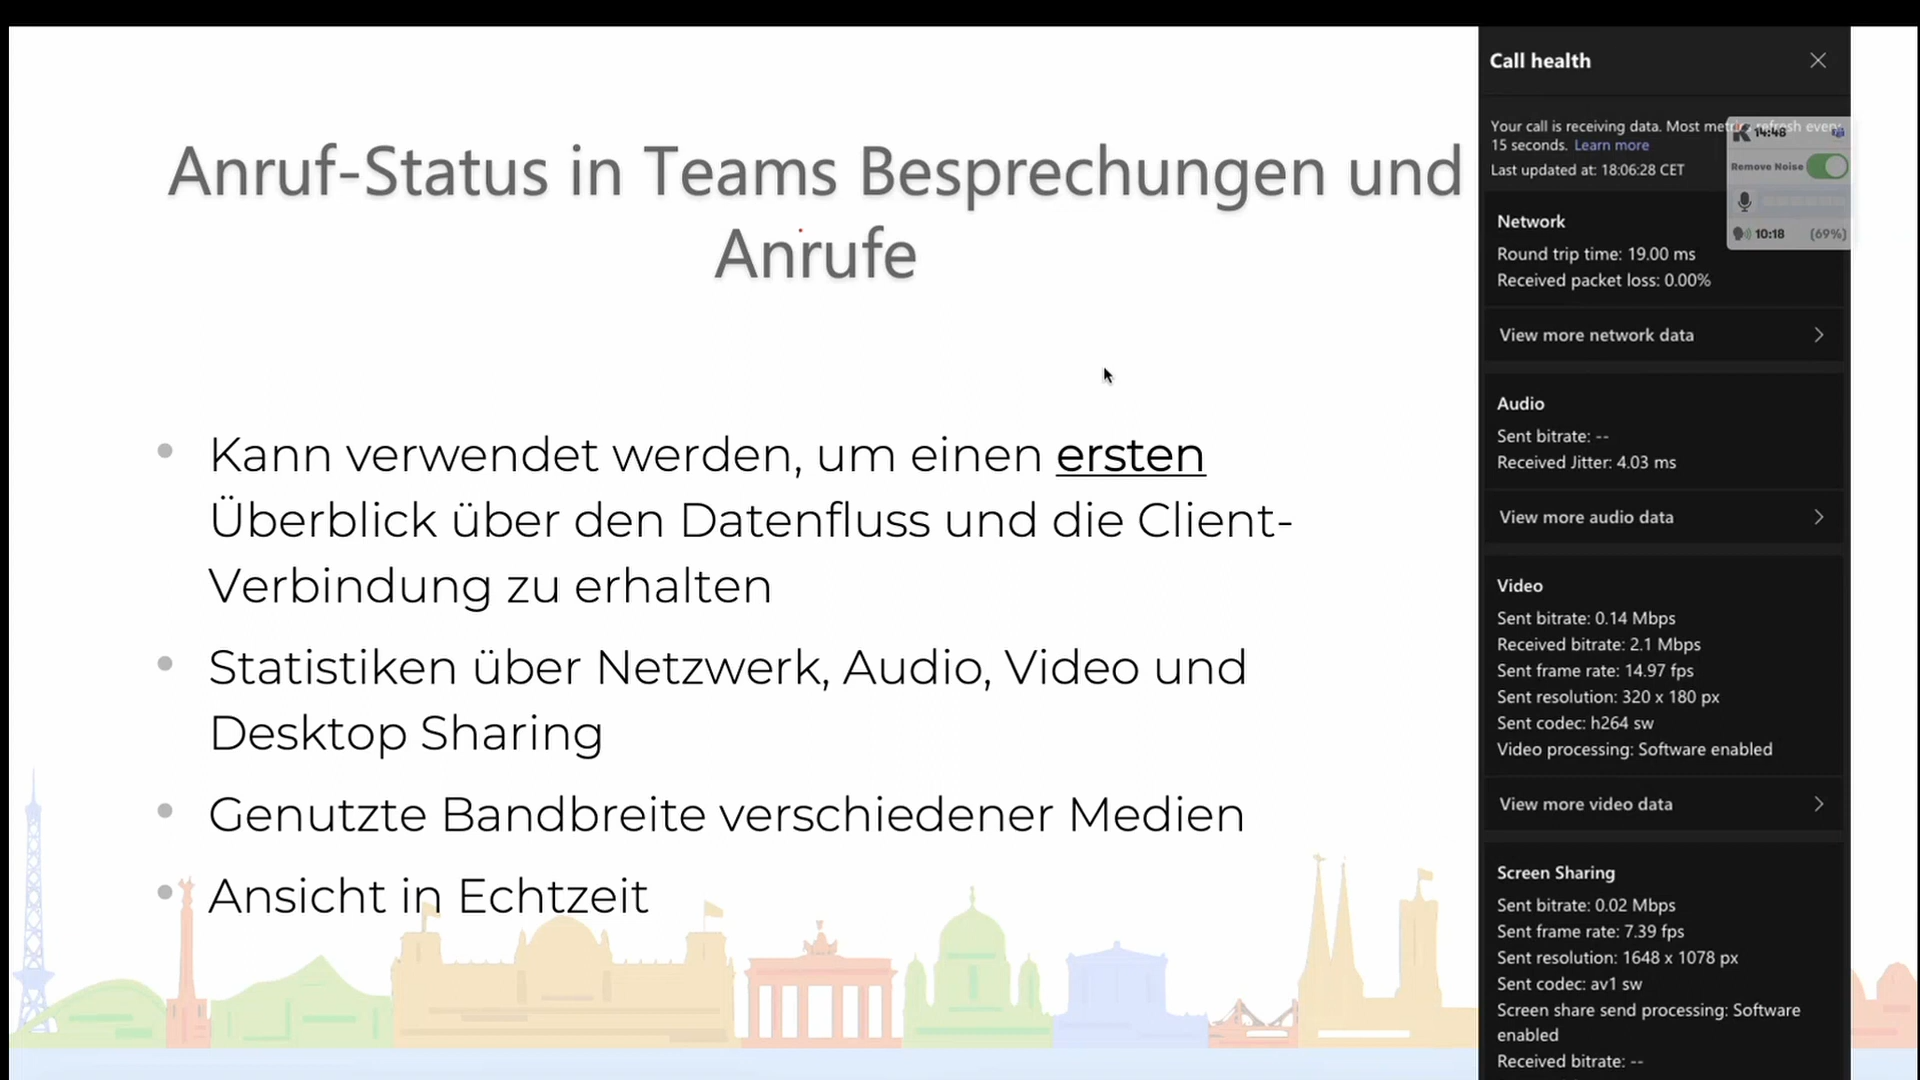 Anruf-Status in Teams Besprechungen und
Anrufe
Kann verwendet werden, um einen ersten
Überblick über den Datenfluss und die Client-
Verbindung zu erhalten
Statistiken über Netzwerk, Audio, Video und
Desktop Sharing
Genutzte Bandbreite verschiedener Medien
Ansicht in Echtzeit
Call health
Your call is receiving data. Most metrics refresh every
15 seconds. Learn more
Last updated at: 18:06:28 CET
14:48
Remove Noise
10:18 (69%)
Network
Round trip time: 19.00 ms
Received packet loss: 0.00%
View more network data
Audio
Sent bitrate: --
Received Jitter: 4.03 ms
View more audio data
Video
Sent bitrate: 0.14 Mbps
Received bitrate: 2.1 Mbps
Sent frame rate: 14.97 fps
Sent resolution: 320 x 180 px
Sent codec: h264 sw
Video processing: Software enabled
View more video data
Screen Sharing
Sent bitrate: 0.02 Mbps
Sent frame rate: 7.39 fps
Sent resolution: 1648 x 1078 px
Sent codec: av1 sw
Screen share send processing: Software
enabled
Received bitrate: --